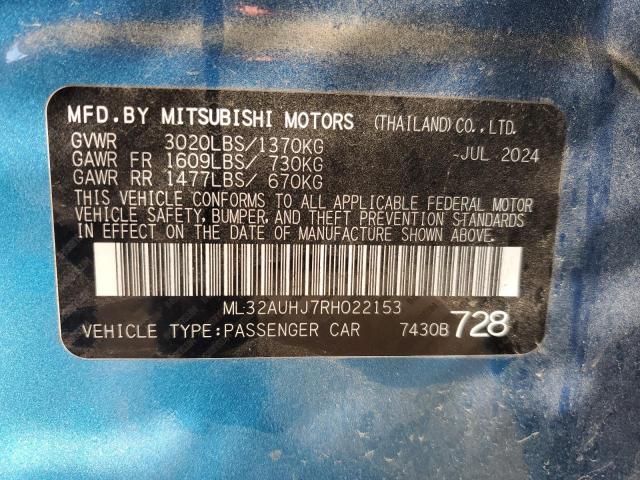 MFD.BY MITSUBISHI MOTORS (THAILAND)CO.,LTD.
GVWR 3020LBS/1370KG -JUL 2024
GAWR FR 1609LBS/ 730KG
GAWR RR 1477LBS/ 670KG
THIS VEHICLE CONFORMS TO ALL APPLICABLE FEDERAL MOTOR
VEHICLE SAFETY, BUMPER, AND THEFT PREVENTION STANDARDS
IN EFFECT ON THE DATE OF MANUFACTURE SHOWN ABOVE.
ML32AUHJ7RH022153
VEHICLE TYPE:PASSENGER CAR 7430B 728